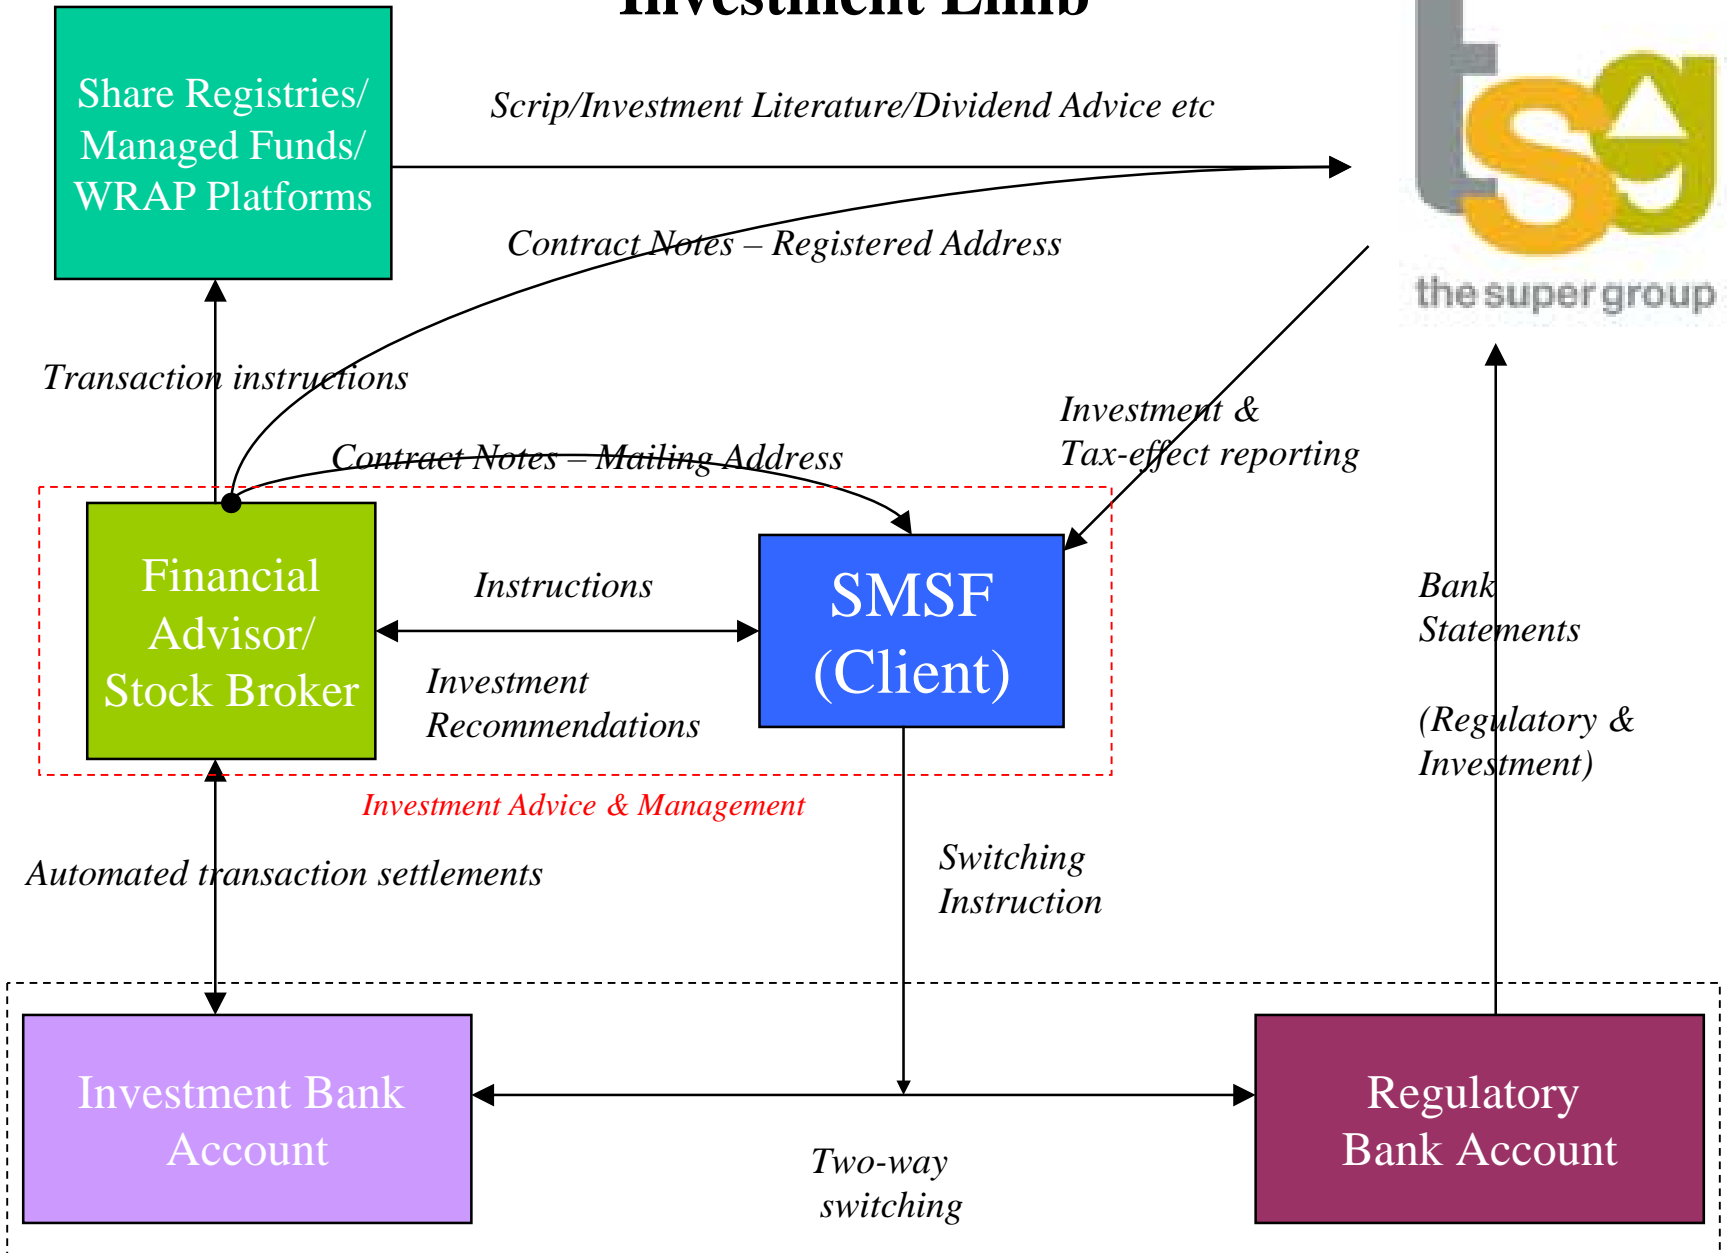 Investment Limb
Share Registries/
Managed Funds/
WRAP Platforms
Scrip/Investment Literature/Dividend Advice etc
tsg
the super group
Contract Notes – Registered Address
Transaction instructions
Contract Notes – Mailing Address
Investment &
Tax-effect reporting
Financial
Advisor/
Stock Broker
Instructions
Investment
Recommendations
SMSF
(Client)
Bank
Statements
(Regulatory &
Investment)
Investment Advice & Management
Automated transaction settlements
Switching
Instruction
Investment Bank
Account
Two-way
switching
Regulatory
Bank Account